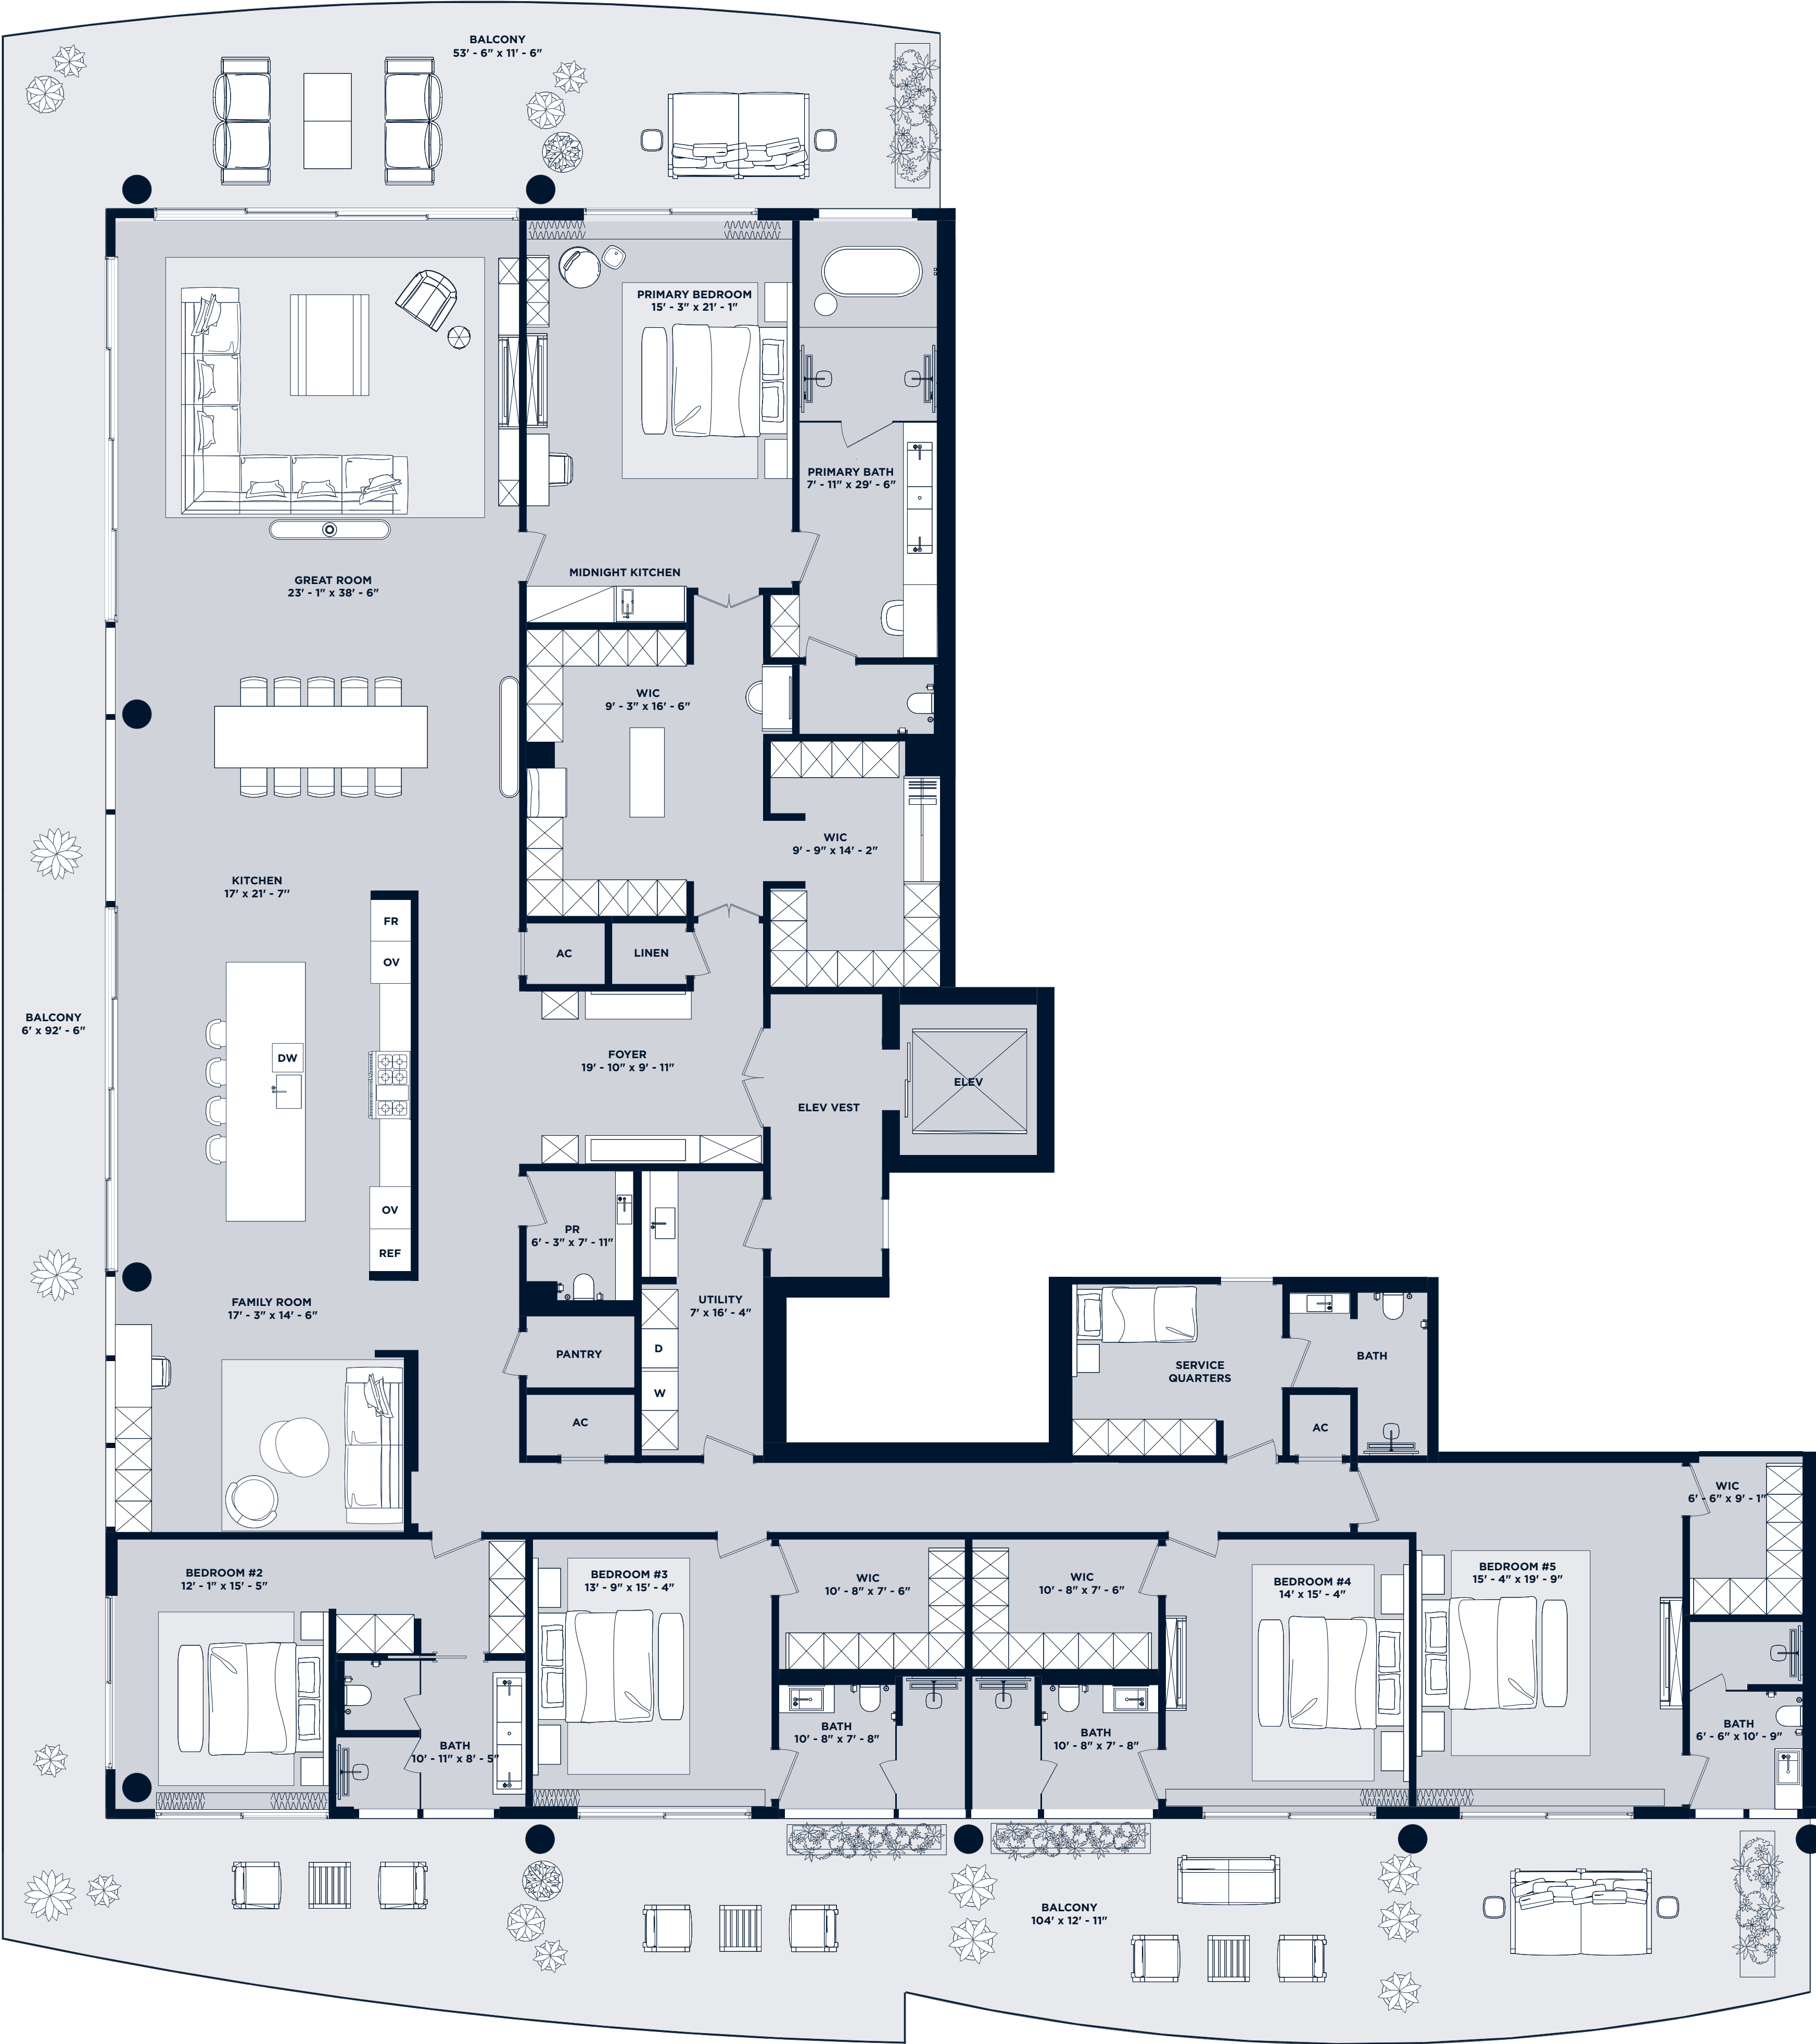 BALCONY
53' - 6" x 11' - 6"
PRIMARY BEDROOM
15' - 3" x 21' - 1"
PRIMARY BATH
7' - 11" x 29' - 6"
MIDNIGHT KITCHEN
GREAT ROOM
23' - 1" x 38' - 6"
WIC
9' - 3" x 16' - 6"
WIC
9' - 9" x 14' - 2"
KITCHEN
17' x 21' - 7"
FR
OV
AC
LINEN
BALCONY
6' x 92' - 6"
DW
FOYER
19' - 10" x 9' - 11"
ELEV
ELEV VEST
OV
REF
PR
6' - 3" x 7' - 11"
UTILITY
7' x 16' - 4"
FAMILY ROOM
17' - 3" x 14' - 6"
D
PANTRY
W
AC
SERVICE
QUARTERS
BATH
AC
WIC
6' - 6" x 9' - 1"
BEDROOM #2
12' - 1" x 15' - 5"
BEDROOM #3
13' - 9" x 15' - 4"
WIC
10' - 8" x 7' - 6"
WIC
10' - 8" x 7' - 6"
BEDROOM #4
14' x 15' - 4"
BEDROOM #5
15' - 4" x 19' - 9"
BATH
10' - 11" x 8' - 5"
BATH
10' - 8" x 7' - 8"
BATH
10' - 8" x 7' - 8"
BATH
6' - 6" x 10' - 9"
BALCONY
104' x 12' - 11"